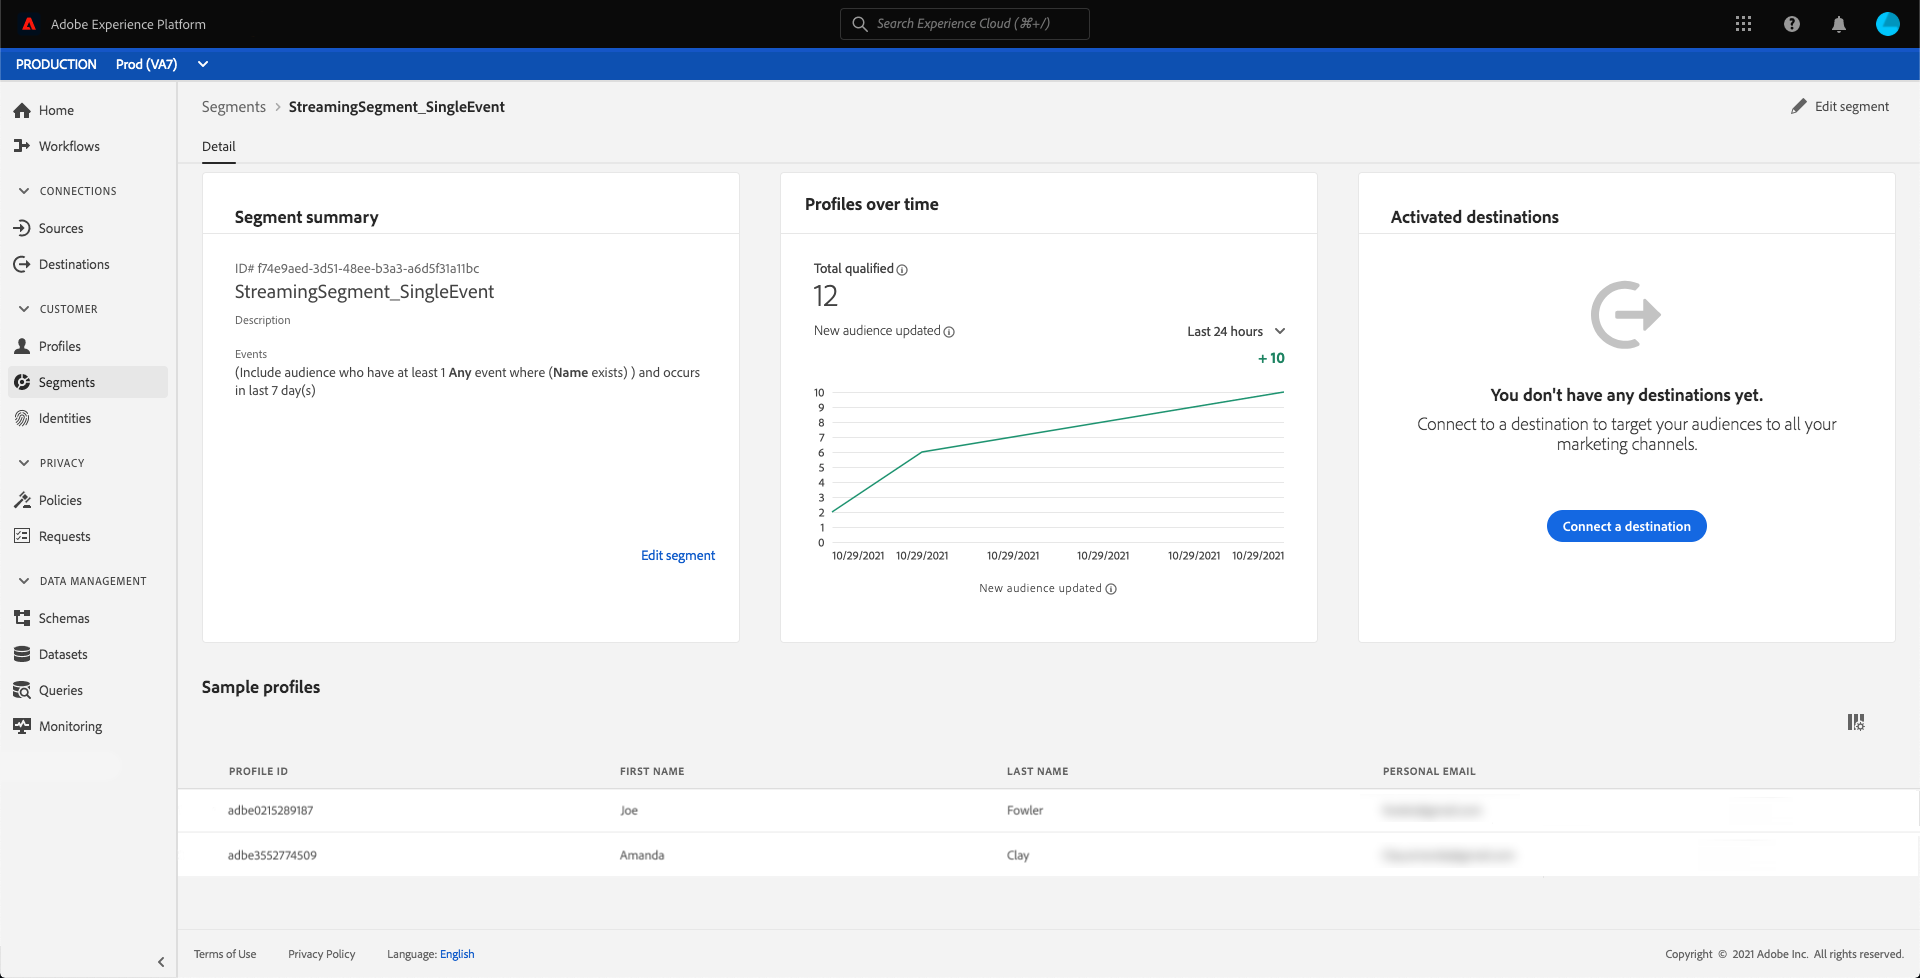 Adobe Experience Platform
Search Experience Cloud (⌘+/)
PRODUCTION Prod (VA7)
Home
Workflows
CONNECTIONS
Sources
Destinations
CUSTOMER
Profiles
Segments
Identities
PRIVACY
Policies
Requests
DATA MANAGEMENT
Schemas
Datasets
Queries
Monitoring
Segments > StreamingSegment_SingleEvent
Edit segment
Detail
Segment summary
ID# f74e9aed-3d51-48ee-b3a3-a6d5f31a11bc
StreamingSegment_SingleEvent
Description
Events
(Include audience who have at least 1 Any event where (Name exists) ) and occurs
in last 7 day(s)
Edit segment
Profiles over time
Total qualified
12
New audience updated
Last 24 hours
+ 10
10
9
8
7
6
5
4
3
2
1
0
10/29/2021 10/29/2021 10/29/2021 10/29/2021 10/29/2021 10/29/2021
New audience updated
Activated destinations
You don't have any destinations yet.
Connect to a destination to target your audiences to all your
marketing channels.
Connect a destination
Sample profiles
PROFILE ID FIRST NAME LAST NAME PERSONAL EMAIL
adbe0215289187 Joe Fowler
adbe3552774509 Amanda Clay
Terms of Use Privacy Policy Language: English
Copyright © 2021 Adobe Inc. All rights reserved.